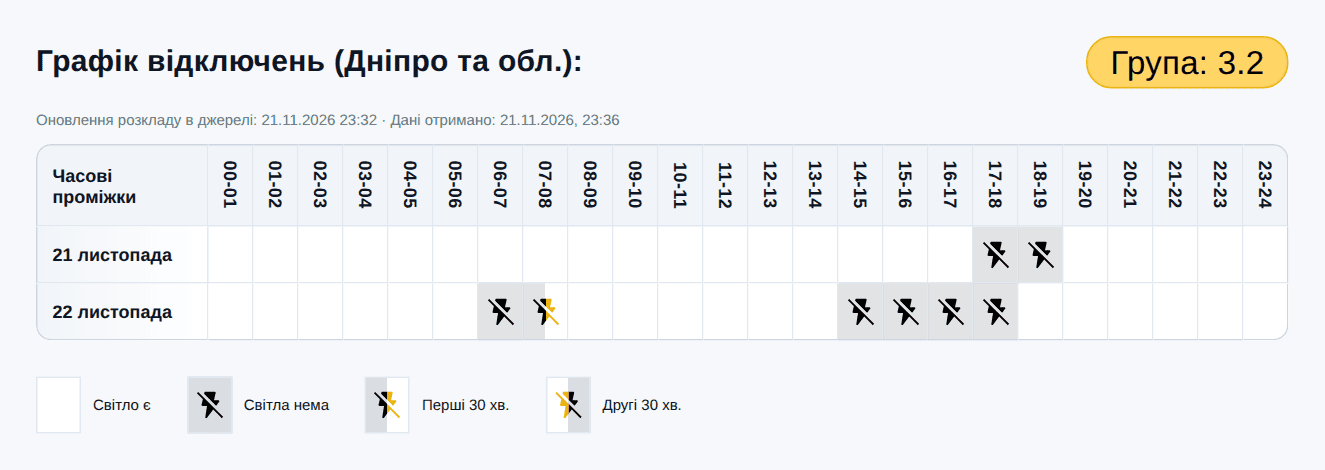 Графік відключень (Дніпро та обл.):
Група: 3.2
Оновлення розкладу в джерелі: 21.11.2026 23:32 · Дані отримано: 21.11.2026, 23:36
Часові
проміжки
00-01
01-02
02-03
03-04
04-05
05-06
06-07
07-08
08-09
09-10
10-11
11-12
12-13
13-14
14-15
15-16
16-17
17-18
18-19
19-20
20-21
21-22
22-23
23-24
21 листопада
22 листопада
Світло є
Світла нема
Перші 30 хв.
Другі 30 хв.